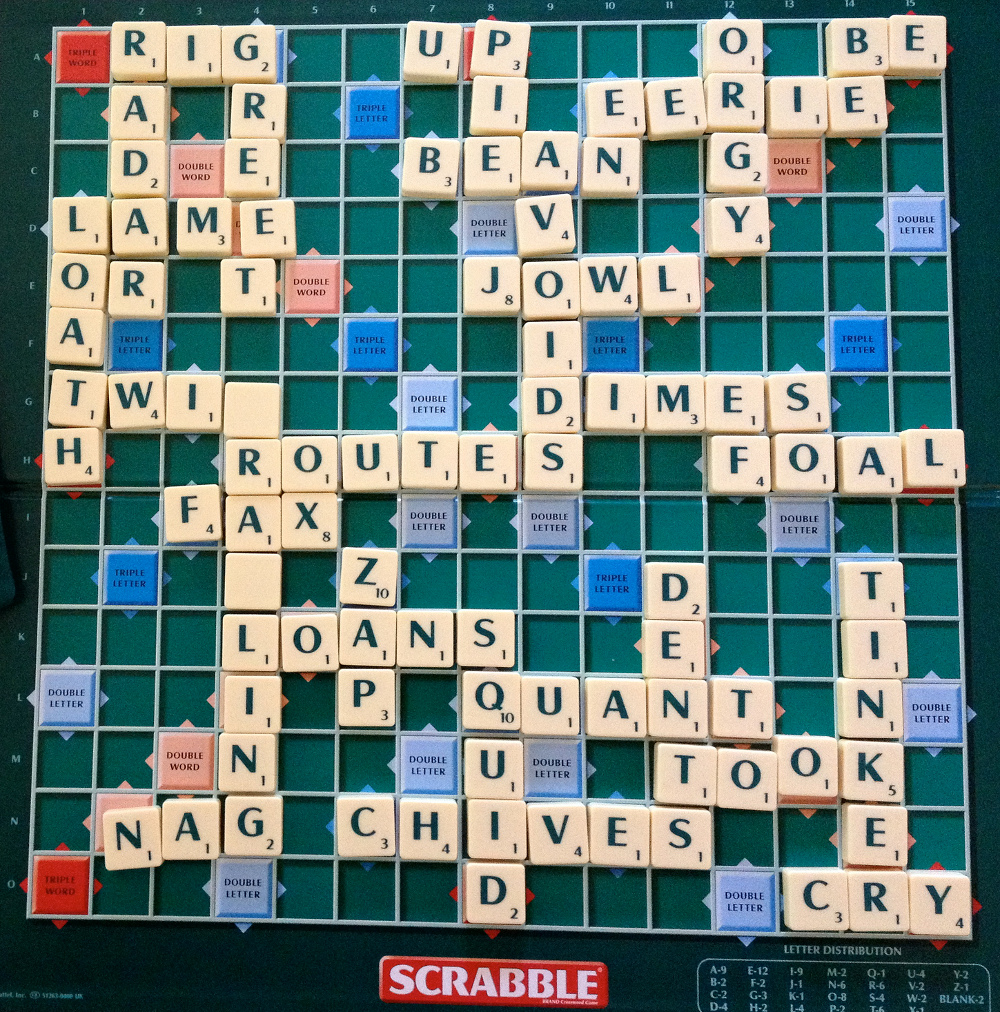 1 2 3 4 5 6 7 8 9 10 11 12 13 14 15
A TRIPLE WORD R1 I1 G2 U1 P3 O1 B3 E1
B A1 R1 TRIPLE LETTER I1 E1 E1 R1 I1 E1
C D2 DOUBLE WORD E1 B3 E1 A1 N1 G2 DOUBLE WORD
D L1 A1 M3 E1 DOUBLE LETTER V4 Y4 DOUBLE LETTER
E O1 R1 T1 DOUBLE WORD J8 O1 W4 L1
F A1 TRIPLE LETTER TRIPLE LETTER I1 TRIPLE LETTER TRIPLE LETTER
G T1 W4 I1 DOUBLE LETTER D2 I1 M3 E1 S1
H H4 R1 O1 U1 T1 E1 S1 F4 O1 A1 L1
I F4 A1 X8 DOUBLE LETTER DOUBLE LETTER DOUBLE LETTER
J TRIPLE LETTER Z10 TRIPLE LETTER D2 T1
K L1 O1 A1 N1 S1 E1 I1
L DOUBLE LETTER I1 P3 Q10 U1 A1 N1 T1 N1 DOUBLE LETTER
M DOUBLE WORD N1 DOUBLE LETTER U1 DOUBLE LETTER T1 O1 O1 K5
N N1 A1 G2 C3 H4 I1 V4 E1 S1 E1
O TRIPLE WORD DOUBLE LETTER D2 DOUBLE LETTER C3 R1 Y4
SCRABBLE
BRAND Crossword Game
LETTER DISTRIBUTION
A-9 E-12 I-9 M-2 Q-1 U-4 Y-2
B-2 F-2 J-1 N-6 R-6 V-2 Z-1
C-2 G-3 K-1 O-8 S-4 W-2 BLANK-2
D-4 H-2 L-4 P-2 T-6 X-1